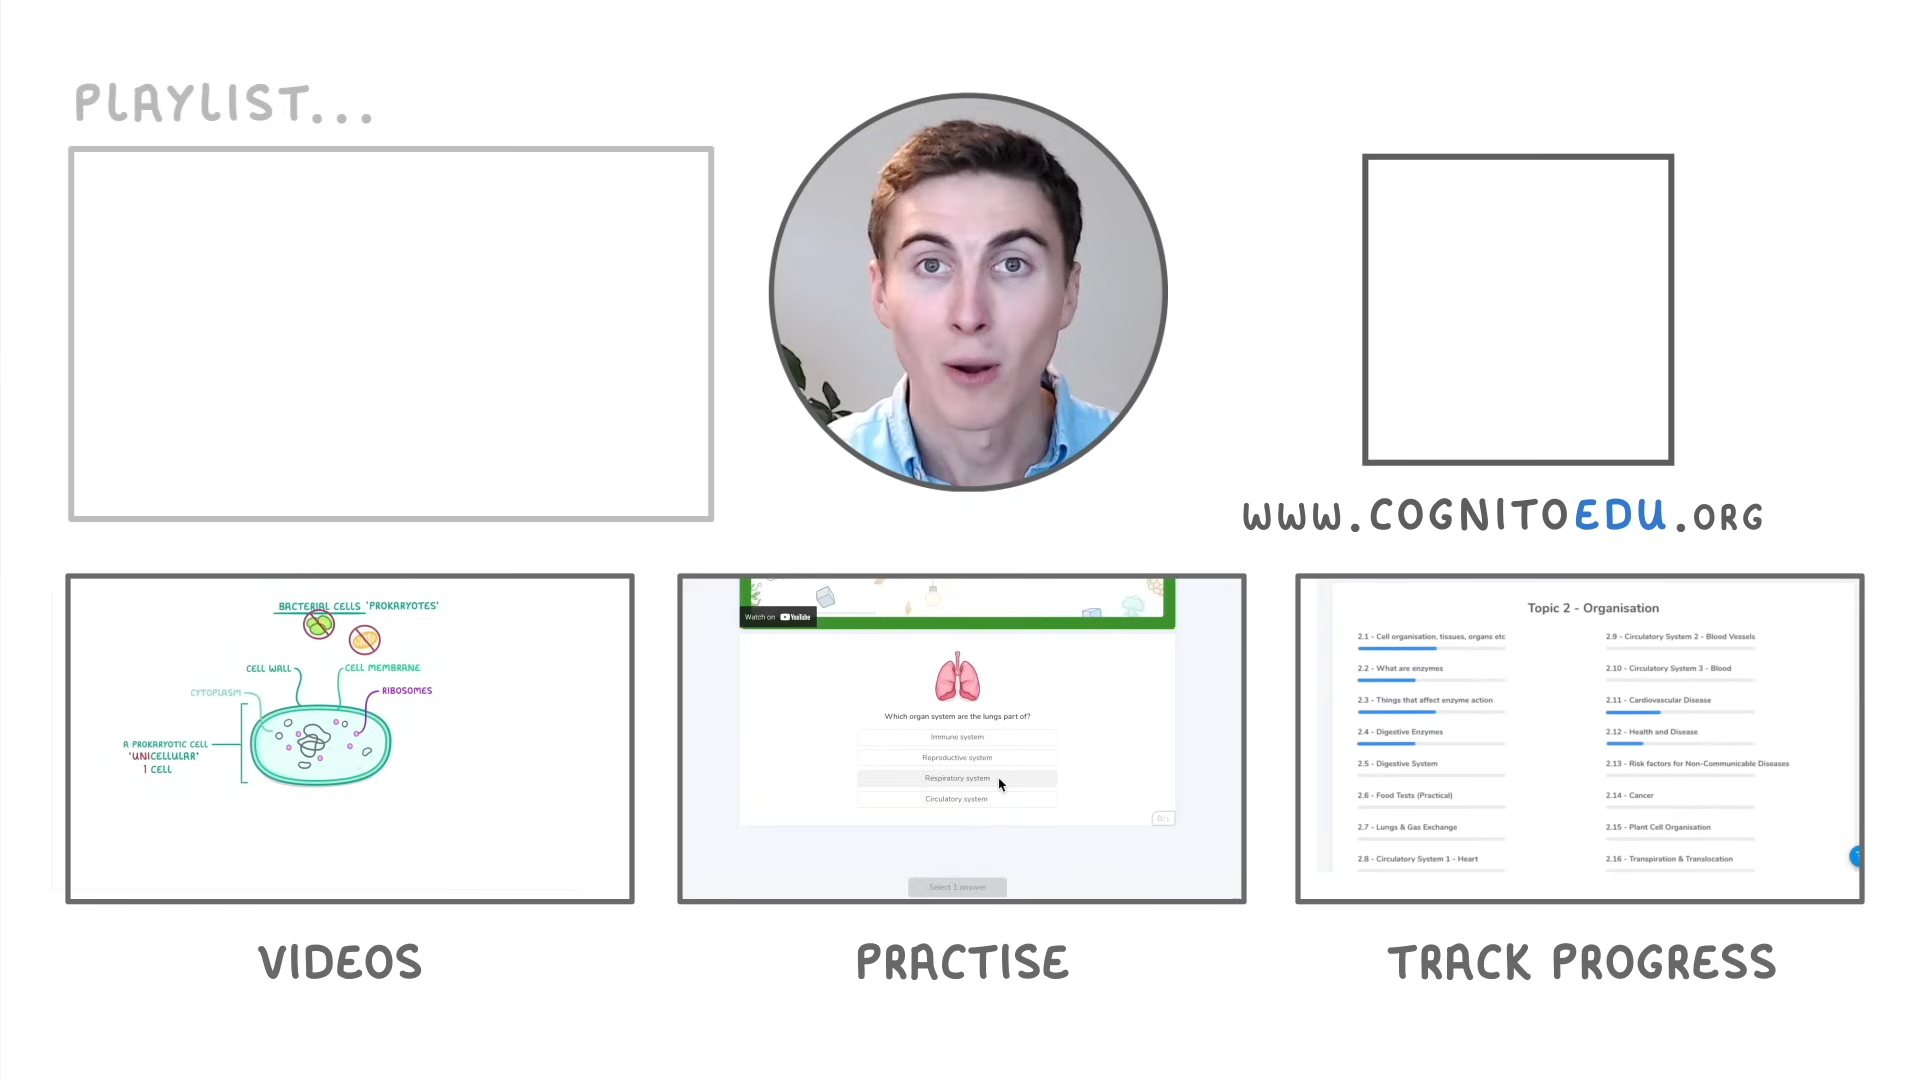 PLAYLIST...
WWW.COGNITOEDU.ORG
BACTERIAL CELLS 'PROKARYOTES'
CELL WALL
CELL MEMBRANE
CYTOPLASM
RIBOSOMES
A PROKARYOTIC CELL
'UNICELLULAR'
1 CELL
VIDEOS
Watch on YouTube
Which organ system are the lungs part of?
Immune system
Reproductive system
Respiratory system
Circulatory system
0/1
Select 1 answer
PRACTISE
Topic 2 - Organisation
2.1 - Cell organisation, tissues, organs etc
2.2 - What are enzymes
2.3 - Things that affect enzyme action
2.4 - Digestive Enzymes
2.5 - Digestive System
2.6 - Food Tests (Practical)
2.7 - Lungs & Gas Exchange
2.8 - Circulatory System 1 - Heart
2.9 - Circulatory System 2 - Blood Vessels
2.10 - Circulatory System 3 - Blood
2.11 - Cardiovascular Disease
2.12 - Health and Disease
2.13 - Risk factors for Non-Communicable Diseases
2.14 - Cancer
2.15 - Plant Cell Organisation
2.16 - Transpiration & Translocation
TRACK PROGRESS